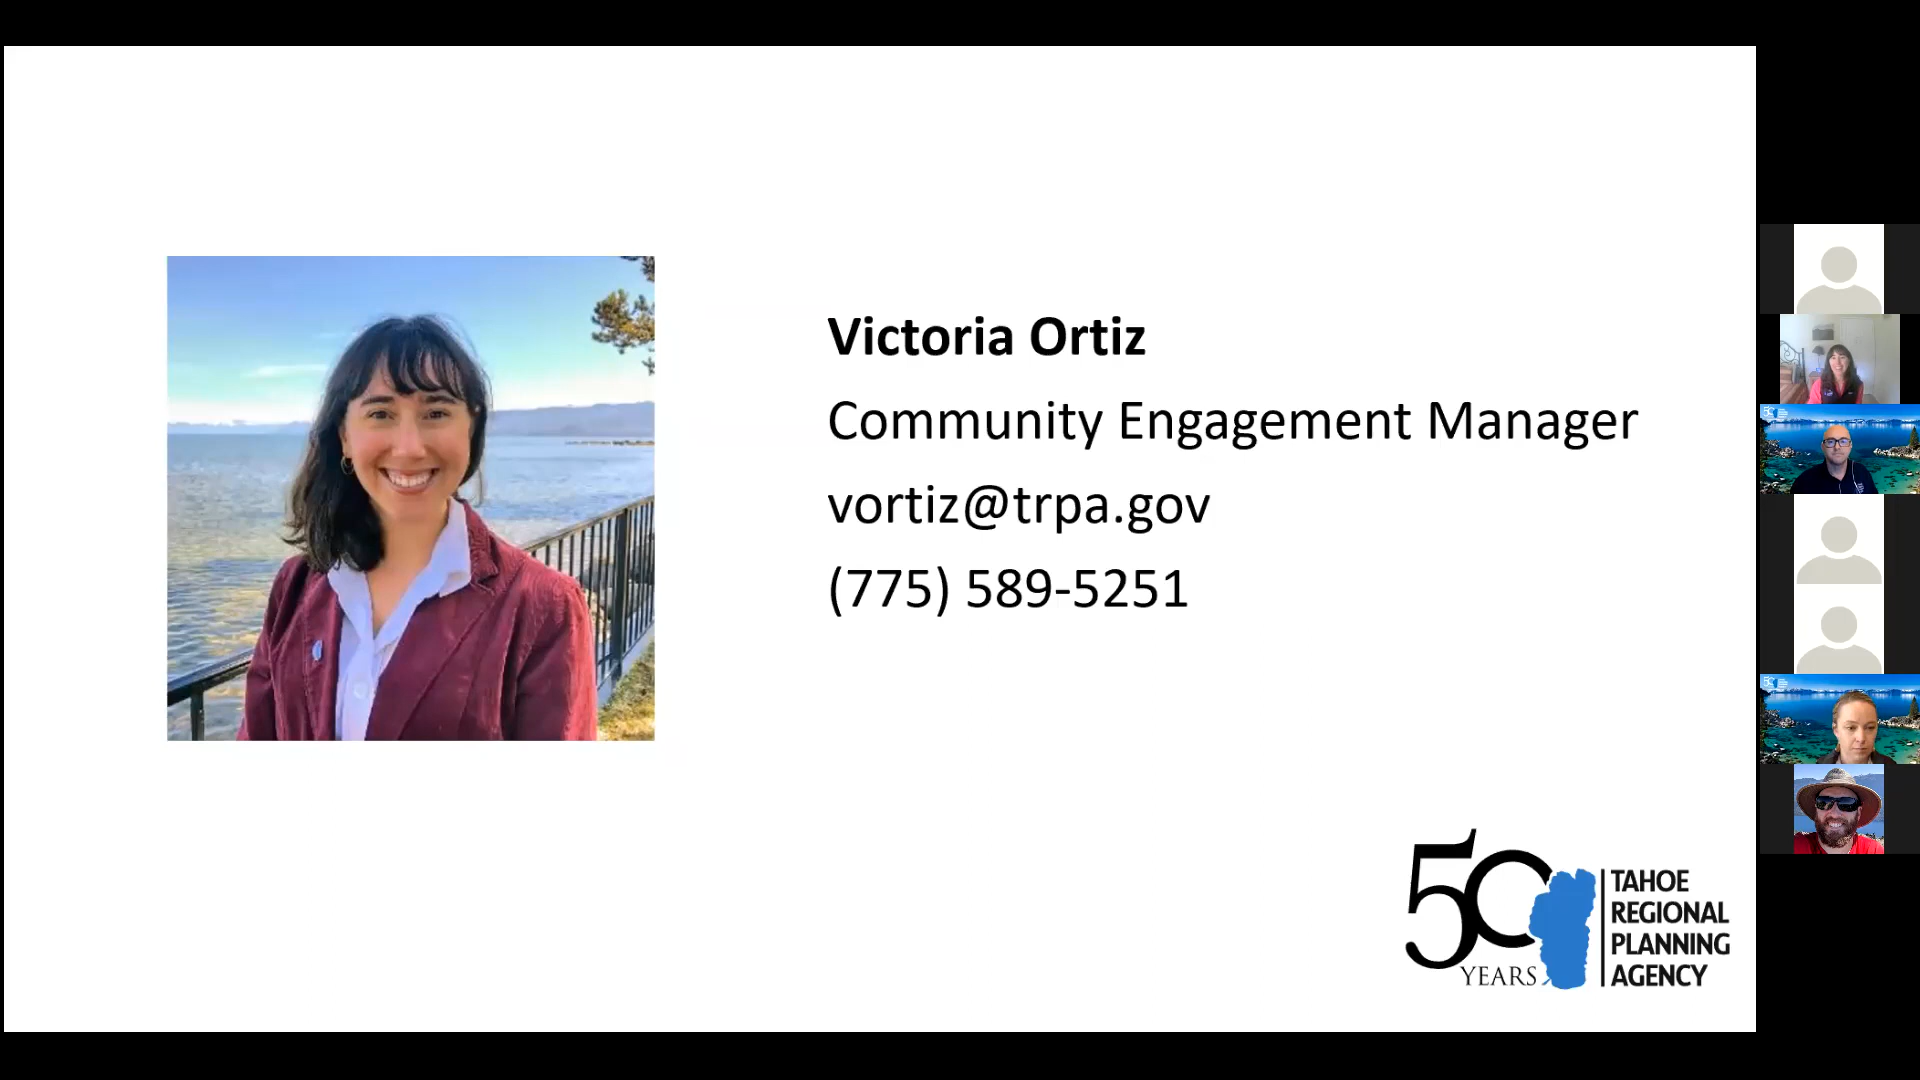 Victoria Ortiz
Community Engagement Manager
vortiz@trpa.gov
(775) 589-5251
50
YEARS
TAHOE
REGIONAL
PLANNING
AGENCY